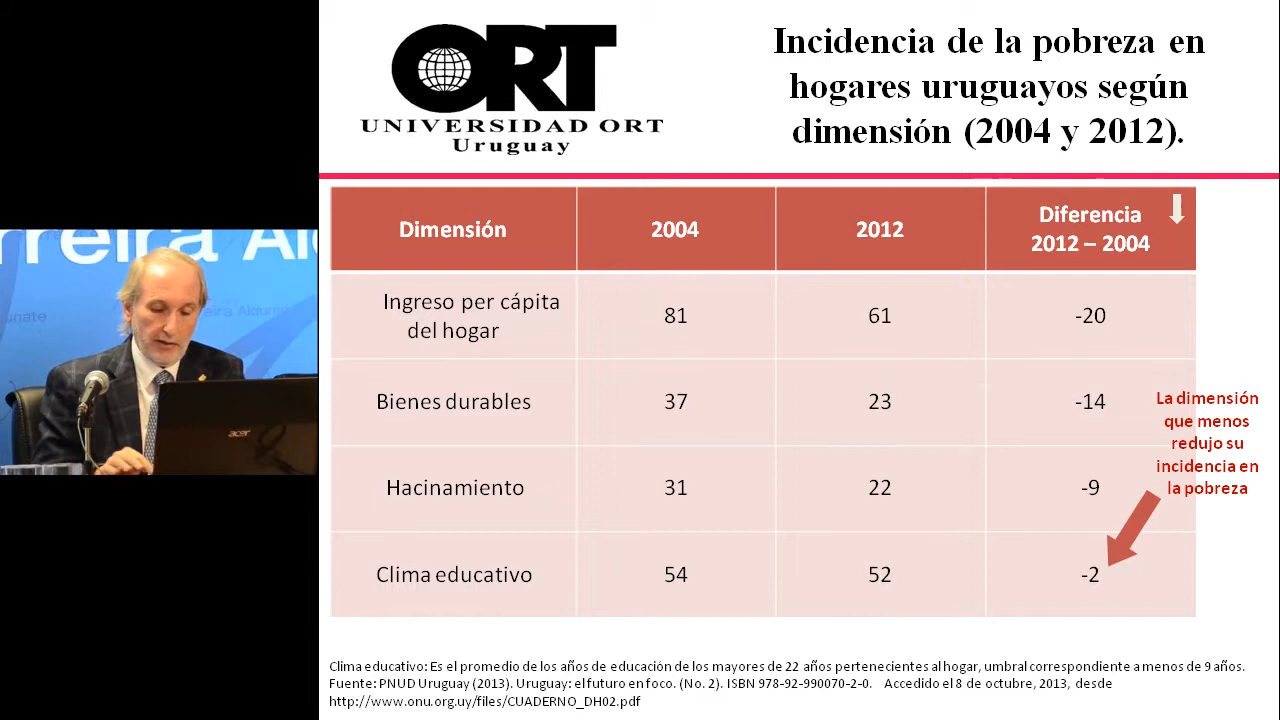 ORT
UNIVERSIDAD ORT
Uruguay
Incidencia de la pobreza en
hogares uruguayos según
dimensión (2004 y 2012).
Dimensión
2004
2012
Diferencia
2012 – 2004
Ingreso per cápita
del hogar
81
61
-20
Bienes durables
37
23
-14
Hacinamiento
31
22
-9
Clima educativo
54
52
-2
La dimensión
que menos
redujo su
incidencia en
la pobreza
Clima educativo: Es el promedio de los años de educación de los mayores de 22 años pertenecientes al hogar, umbral correspondiente a menos de 9 años.
Fuente: PNUD Uruguay (2013). Uruguay: el futuro en foco. (No. 2). ISBN 978-92-990070-2-0. Accedido el 8 de octubre, 2013, desde
http://www.onu.org.uy/files/CUADERNO_DH02.pdf
rreira Aldu
eira Aldunate
unate
acer